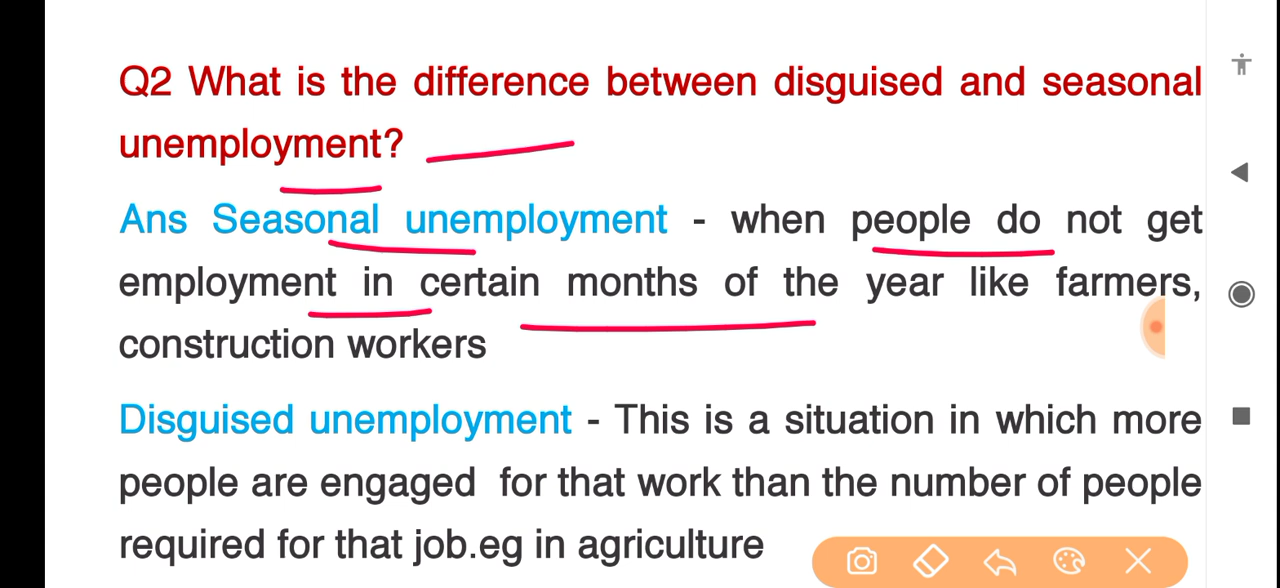 Q2 What is the difference between disguised and seasonal
unemployment?
Ans Seasonal unemployment - when people do not get
employment in certain months of the year like farmers,
construction workers
Disguised unemployment - This is a situation in which more
people are engaged for that work than the number of people
required for that job.eg in agriculture